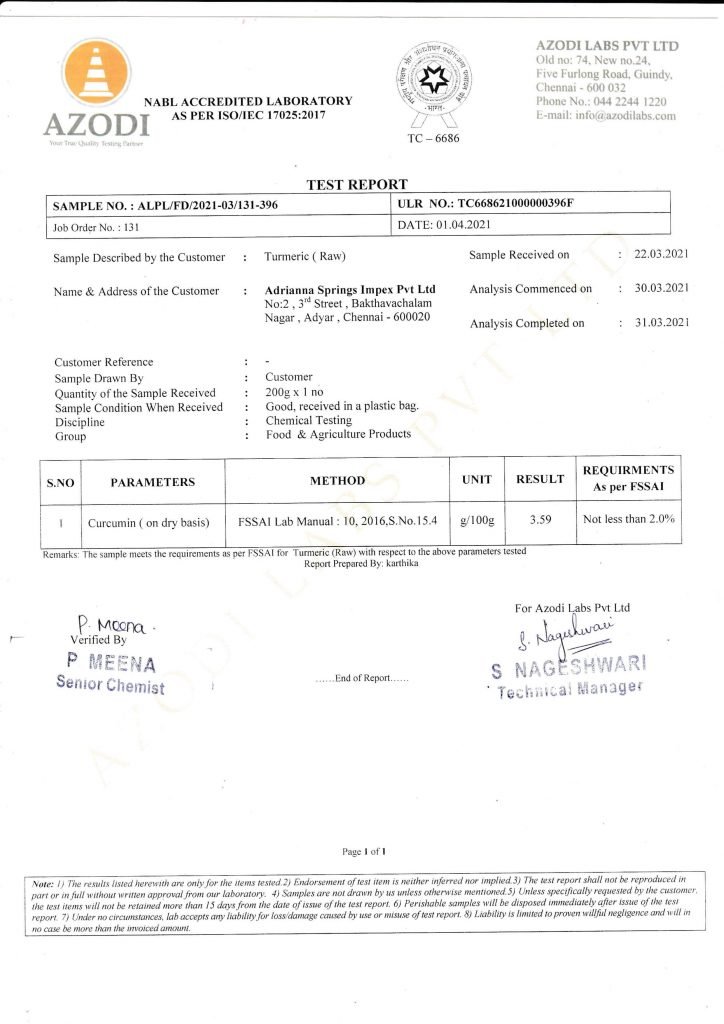 AZODI
Your True Quality Testing Partner
NABL ACCREDITED LABORATORY
AS PER ISO/IEC 17025:2017
भारत
TC – 6686
AZODI LABS PVT LTD
Old no: 74, New no.24,
Five Furlong Road, Guindy,
Chennai - 600 032
Phone No.: 044 2244 1220
E-mail: info@azodilabs.com
TEST REPORT
SAMPLE NO. : ALPL/FD/2021-03/131-396 ULR NO.: TC668621000000396F
Job Order No. : 131 DATE: 01.04.2021
Sample Described by the Customer : Turmeric ( Raw) Sample Received on : 22.03.2021
Name & Address of the Customer : Adrianna Springs Impex Pvt Ltd Analysis Commenced on : 30.03.2021
No:2 , 3rd Street , Bakthavachalam
Nagar , Adyar , Chennai - 600020 Analysis Completed on : 31.03.2021
Customer Reference : -
Sample Drawn By : Customer
Quantity of the Sample Received : 200g x 1 no
Sample Condition When Received : Good, received in a plastic bag.
Discipline : Chemical Testing
Group : Food & Agriculture Products
S.NO PARAMETERS METHOD UNIT RESULT REQUIRMENTS As per FSSAI
1 Curcumin ( on dry basis) FSSAI Lab Manual : 10, 2016,S.No.15.4 g/100g 3.59 Not less than 2.0%
Remarks: The sample meets the requirements as per FSSAI for Turmeric (Raw) with respect to the above parameters tested
Report Prepared By: karthika
For Azodi Labs Pvt Ltd
P. Meena.
S. Nageshwari
Verified By
P MEENA
Senior Chemist
S NAGESHWARI
Technical Manager
......End of Report......
AZODI LABS PVT LTD
Page 1 of 1
Note: 1) The results listed herewith are only for the items tested.2) Endorsement of test item is neither inferred nor implied.3) The test report shall not be reproduced in
part or in full without written approval from our laboratory. 4) Samples are not drawn by us unless otherwise mentioned.5) Unless specifically requested by the customer,
the test items will not be retained more than 15 days from the date of issue of the test report. 6) Perishable samples will be disposed immediately after issue of the test
report. 7) Under no circumstances, lab accepts any liability for loss/damage caused by use or misuse of test report. 8) Liability is limited to proven willful negligence and will in
no case be more than the invoiced amount.